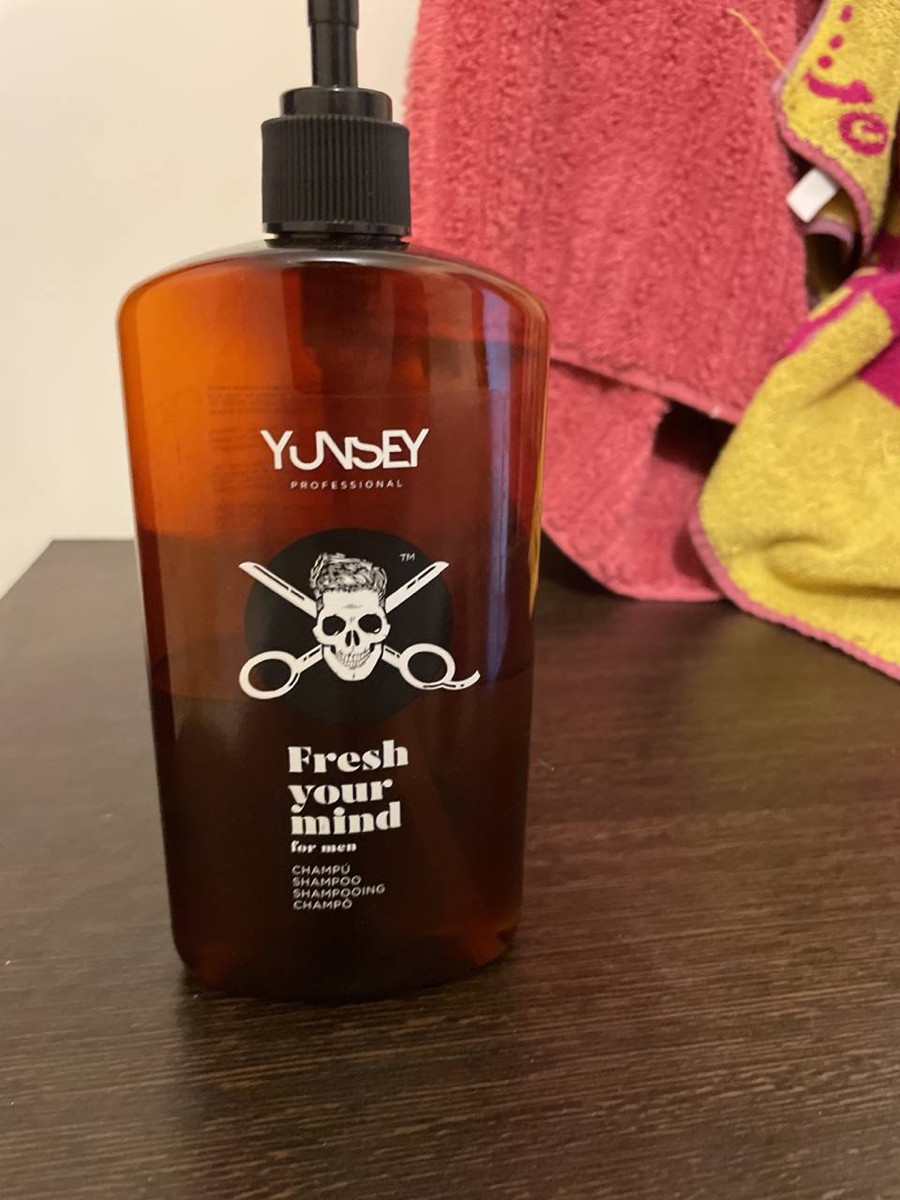 YUNSEY
PROFESSIONAL
TM
Fresh
your
mind
for men
CHAMPÚ
SHAMPOO
SHAMPOOING
CHAMPÔ